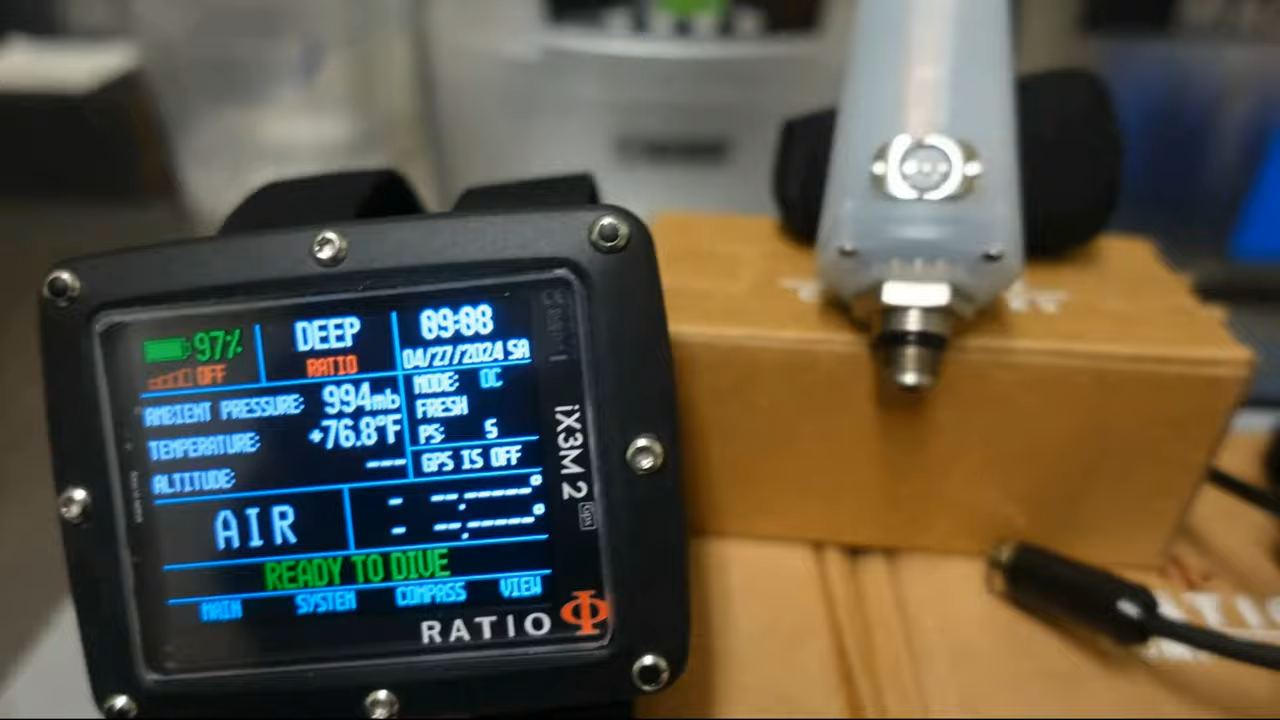 97%
OFF
DEEP
RATIO
09:08
04/27/2024 SA
AMBIENT PRESSURE: 994mb
TEMPERATURE: +76.8°F
ALTITUDE: ---
MODE: OC
FRESH
PS: 5
GPS IS OFF
AIR
- --.-----°
- --.-----°
READY TO DIVE
MAIN SYSTEM COMPASS VIEW
iX3M 2 GPS
RATIO